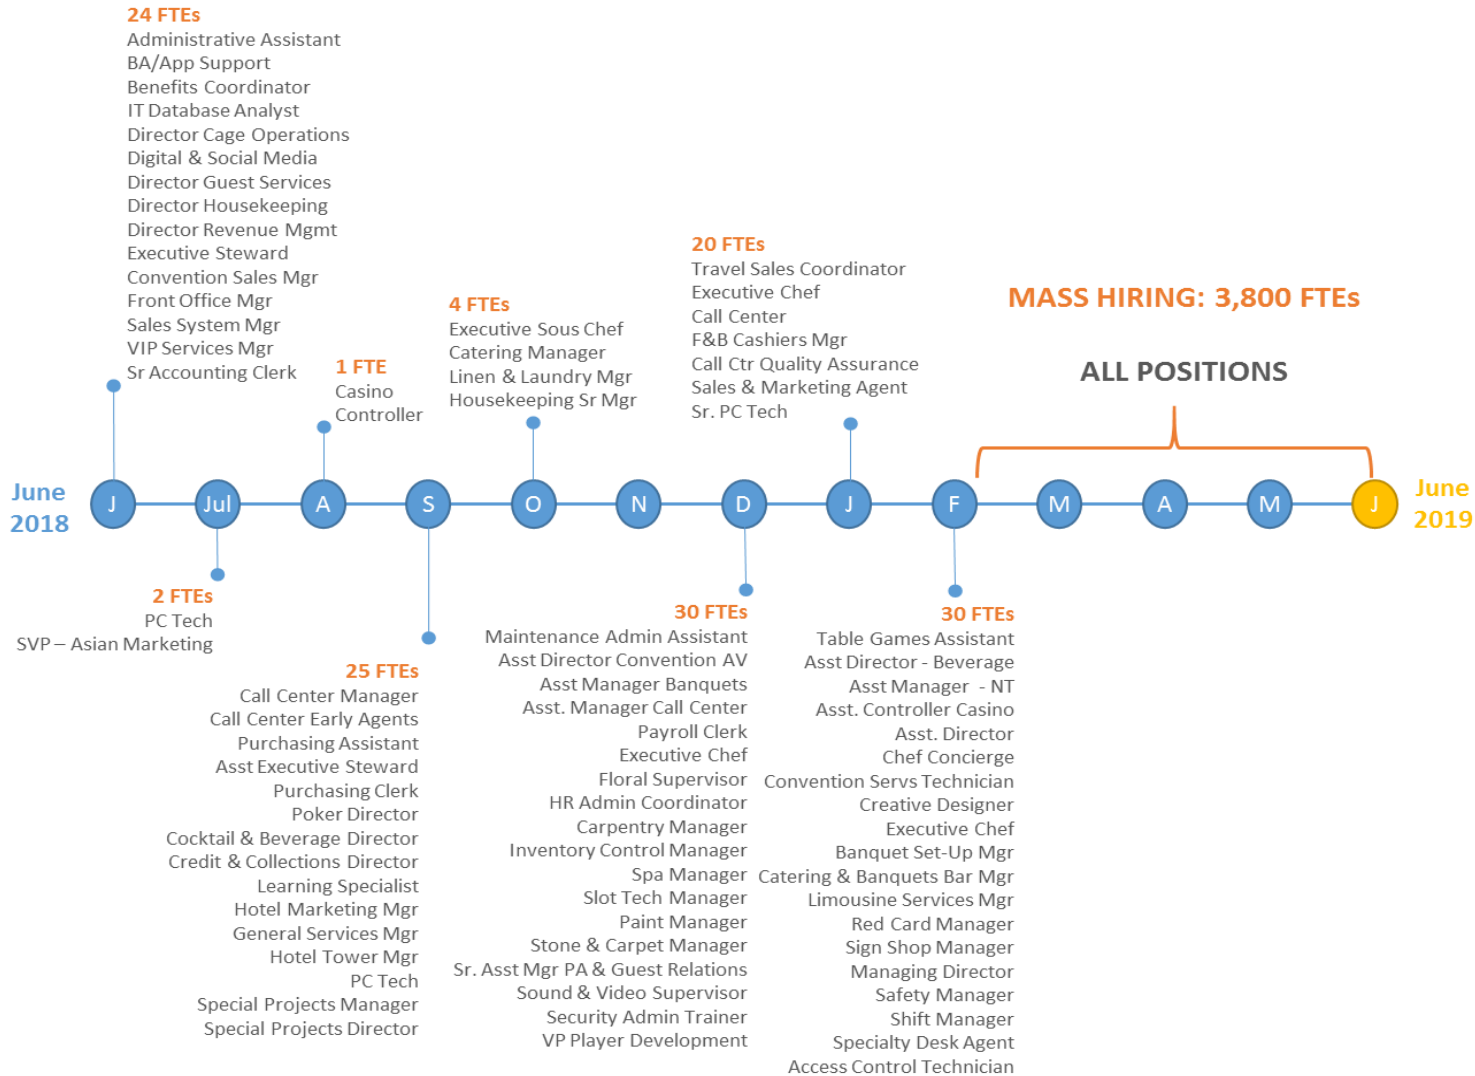 24 FTEs
Administrative Assistant
BA/App Support
Benefits Coordinator
IT Database Analyst
Director Cage Operations
Digital & Social Media
Director Guest Services
Director Housekeeping
Director Revenue Mgmt
Executive Steward
Convention Sales Mgr
Front Office Mgr
Sales System Mgr
VIP Services Mgr
Sr Accounting Clerk
1 FTE
Casino
Controller
4 FTEs
Executive Sous Chef
Catering Manager
Linen & Laundry Mgr
Housekeeping Sr Mgr
20 FTEs
Travel Sales Coordinator
Executive Chef
Call Center
F&B Cashiers Mgr
Call Ctr Quality Assurance
Sales & Marketing Agent
Sr. PC Tech
MASS HIRING: 3,800 FTEs
ALL POSITIONS
June
2018
J
Jul
A
S
O
N
D
J
F
M
A
M
J
June
2019
2 FTEs
PC Tech
SVP – Asian Marketing
25 FTEs
Call Center Manager
Call Center Early Agents
Purchasing Assistant
Asst Executive Steward
Purchasing Clerk
Poker Director
Cocktail & Beverage Director
Credit & Collections Director
Learning Specialist
Hotel Marketing Mgr
General Services Mgr
Hotel Tower Mgr
PC Tech
Special Projects Manager
Special Projects Director
30 FTEs
Maintenance Admin Assistant
Asst Director Convention AV
Asst Manager Banquets
Asst. Manager Call Center
Payroll Clerk
Executive Chef
Floral Supervisor
HR Admin Coordinator
Carpentry Manager
Inventory Control Manager
Spa Manager
Slot Tech Manager
Paint Manager
Stone & Carpet Manager
Sr. Asst Mgr PA & Guest Relations
Sound & Video Supervisor
Security Admin Trainer
VP Player Development
30 FTEs
Table Games Assistant
Asst Director - Beverage
Asst Manager - NT
Asst. Controller Casino
Asst. Director
Chef Concierge
Convention Servs Technician
Creative Designer
Executive Chef
Banquet Set-Up Mgr
Catering & Banquets Bar Mgr
Limousine Services Mgr
Red Card Manager
Sign Shop Manager
Managing Director
Safety Manager
Shift Manager
Specialty Desk Agent
Access Control Technician